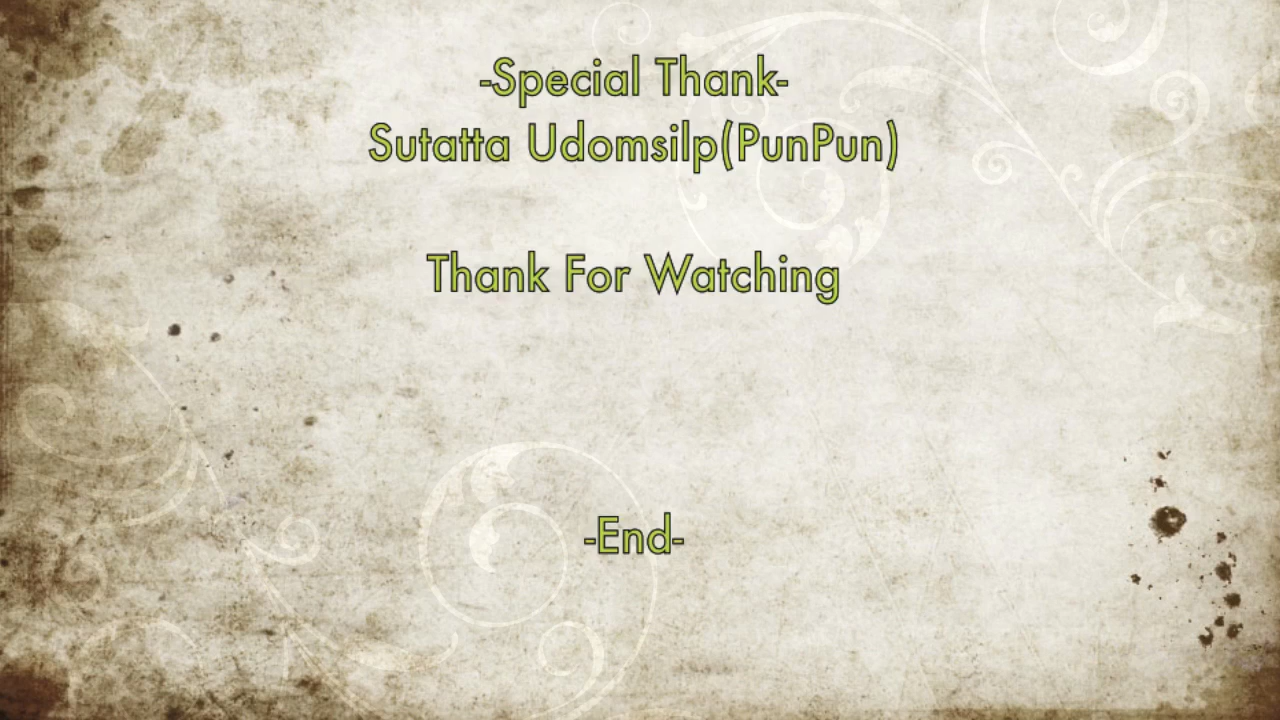 -Special Thank-
Sutatta Udomsilp(PunPun)
Thank For Watching
-End-